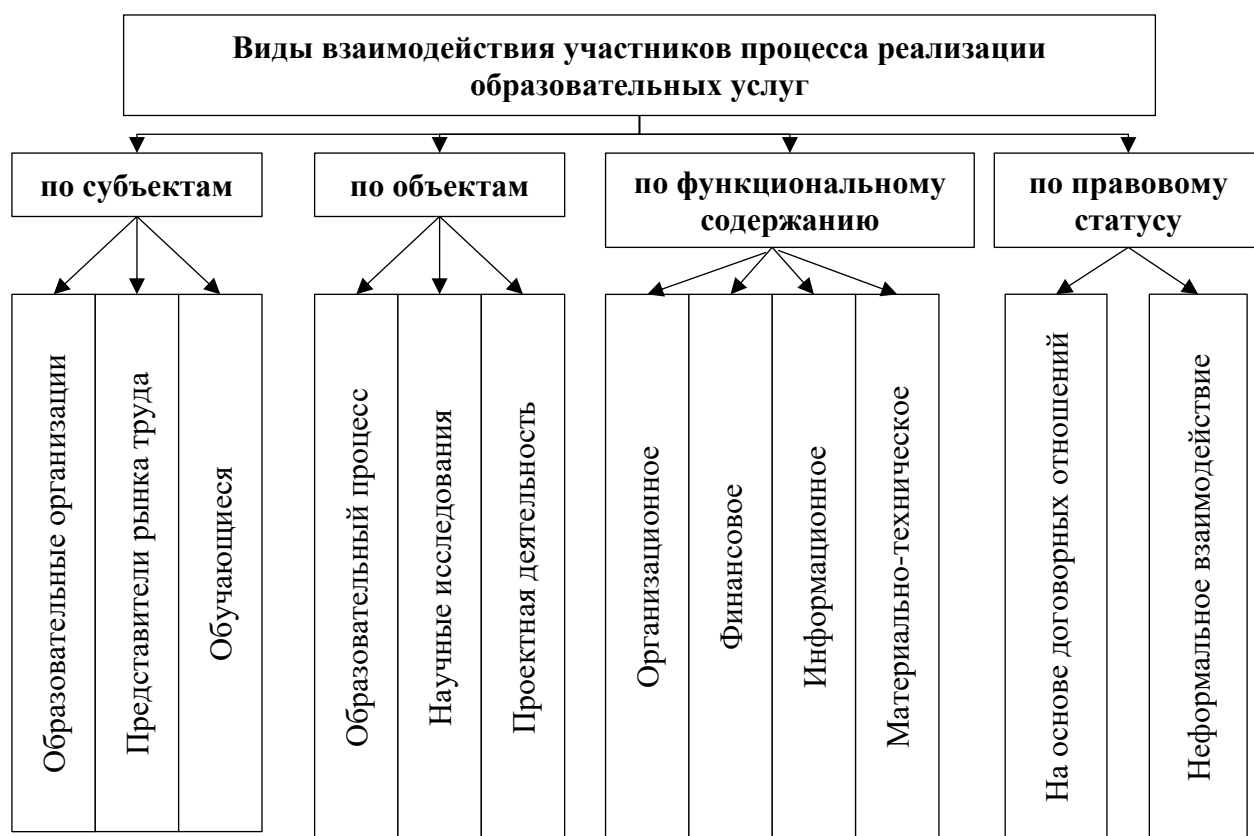 Виды взаимодействия участников процесса реализации
образовательных услуг
по субъектам
по объектам
по функциональному
содержанию
по правовому
статусу
Образовательные организации
Представители рынка труда
Обучающиеся
Образовательный процесс
Научные исследования
Проектная деятельность
Организационное
Финансовое
Информационное
Материально-техническое
На основе договорных отношений
Неформальное взаимодействие